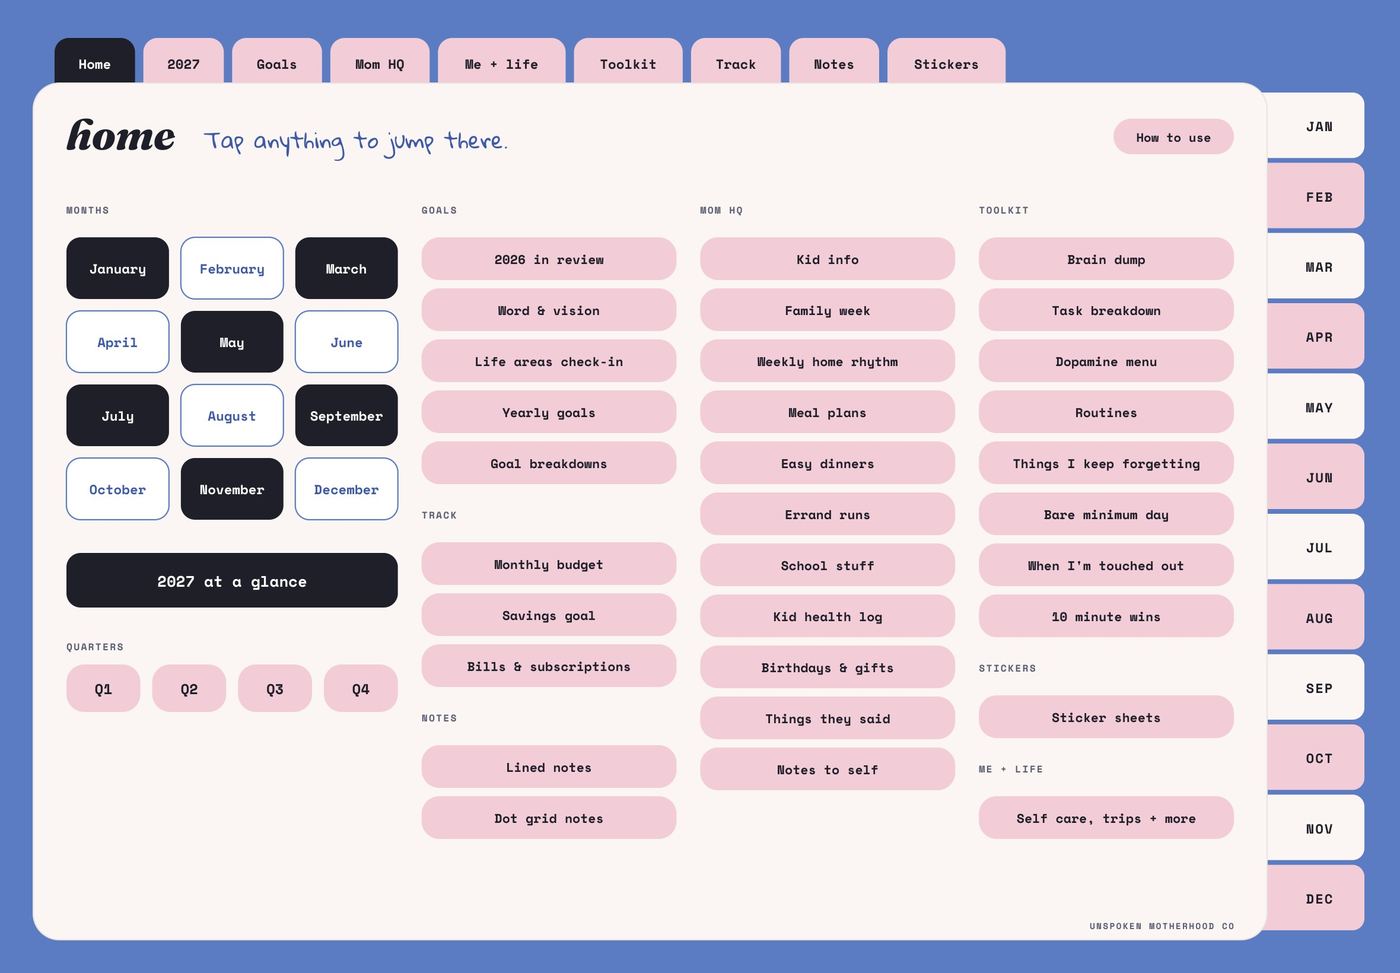 Home
2027
Goals
Mom HQ
Me + life
Toolkit
Track
Notes
Stickers
home
Tap anything to jump there.
How to use
MONTHS
January
February
March
April
May
June
July
August
September
October
November
December
2027 at a glance
QUARTERS
Q1
Q2
Q3
Q4
GOALS
2026 in review
Word & vision
Life areas check-in
Yearly goals
Goal breakdowns
TRACK
Monthly budget
Savings goal
Bills & subscriptions
NOTES
Lined notes
Dot grid notes
MOM HQ
Kid info
Family week
Weekly home rhythm
Meal plans
Easy dinners
Errand runs
School stuff
Kid health log
Birthdays & gifts
Things they said
Notes to self
TOOLKIT
Brain dump
Task breakdown
Dopamine menu
Routines
Things I keep forgetting
Bare minimum day
When I'm touched out
10 minute wins
STICKERS
Sticker sheets
ME + LIFE
Self care, trips + more
UNSPOKEN MOTHERHOOD CO
JAN
FEB
MAR
APR
MAY
JUN
JUL
AUG
SEP
OCT
NOV
DEC